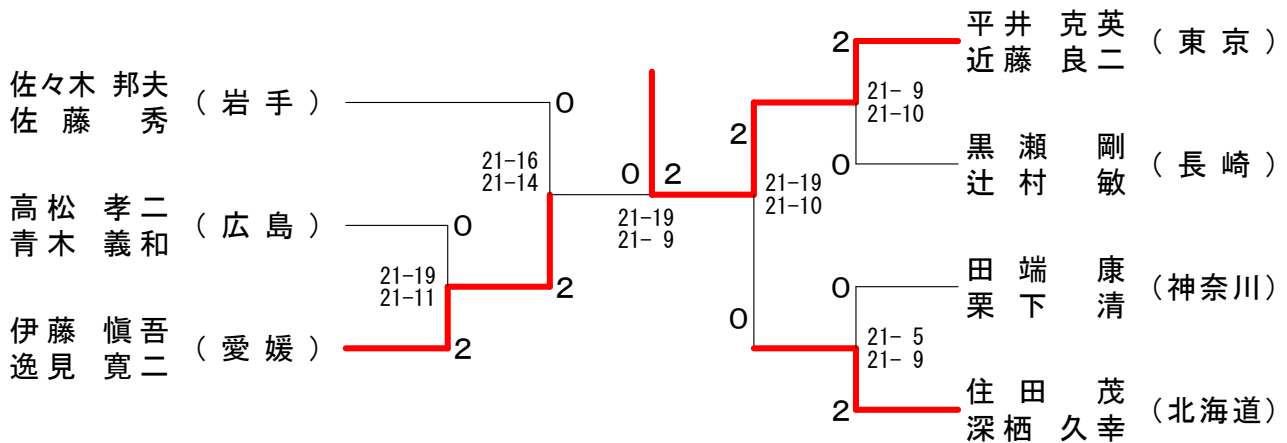 佐々木 邦夫
佐藤 秀
(岩手)
0
21-16
21-14
高松 孝二
青木 義和
(広島)
0
21-19
21-11
2
伊藤 愼吾
逸見 寛二
(愛媛)
2
0 2
21-19
21- 9
平井 克英
近藤 良二
(東京)
2
21- 9
21-10
2
黒瀬 剛
辻村 敏
(長崎)
0
21-19
21-10
田端 康
栗下 清
(神奈川)
0
0
21- 5
21- 9
住田 茂
深栖 久幸
(北海道)
2